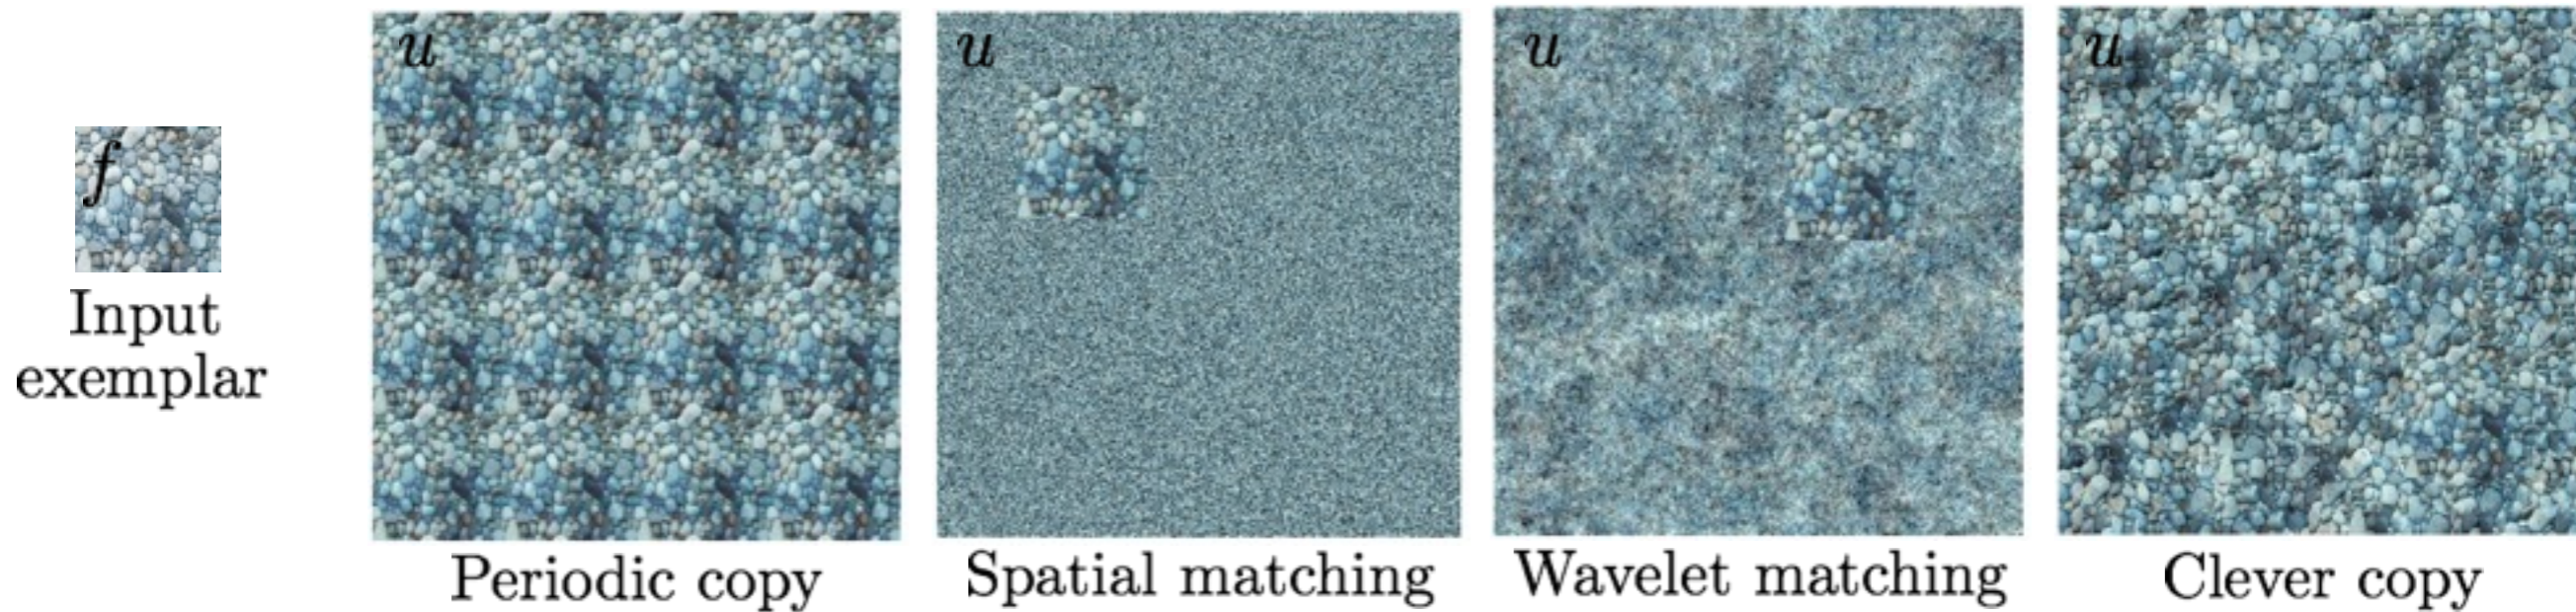 f
Input
exemplar
u
Periodic copy
u
Spatial matching
u
Wavelet matching
u
Clever copy